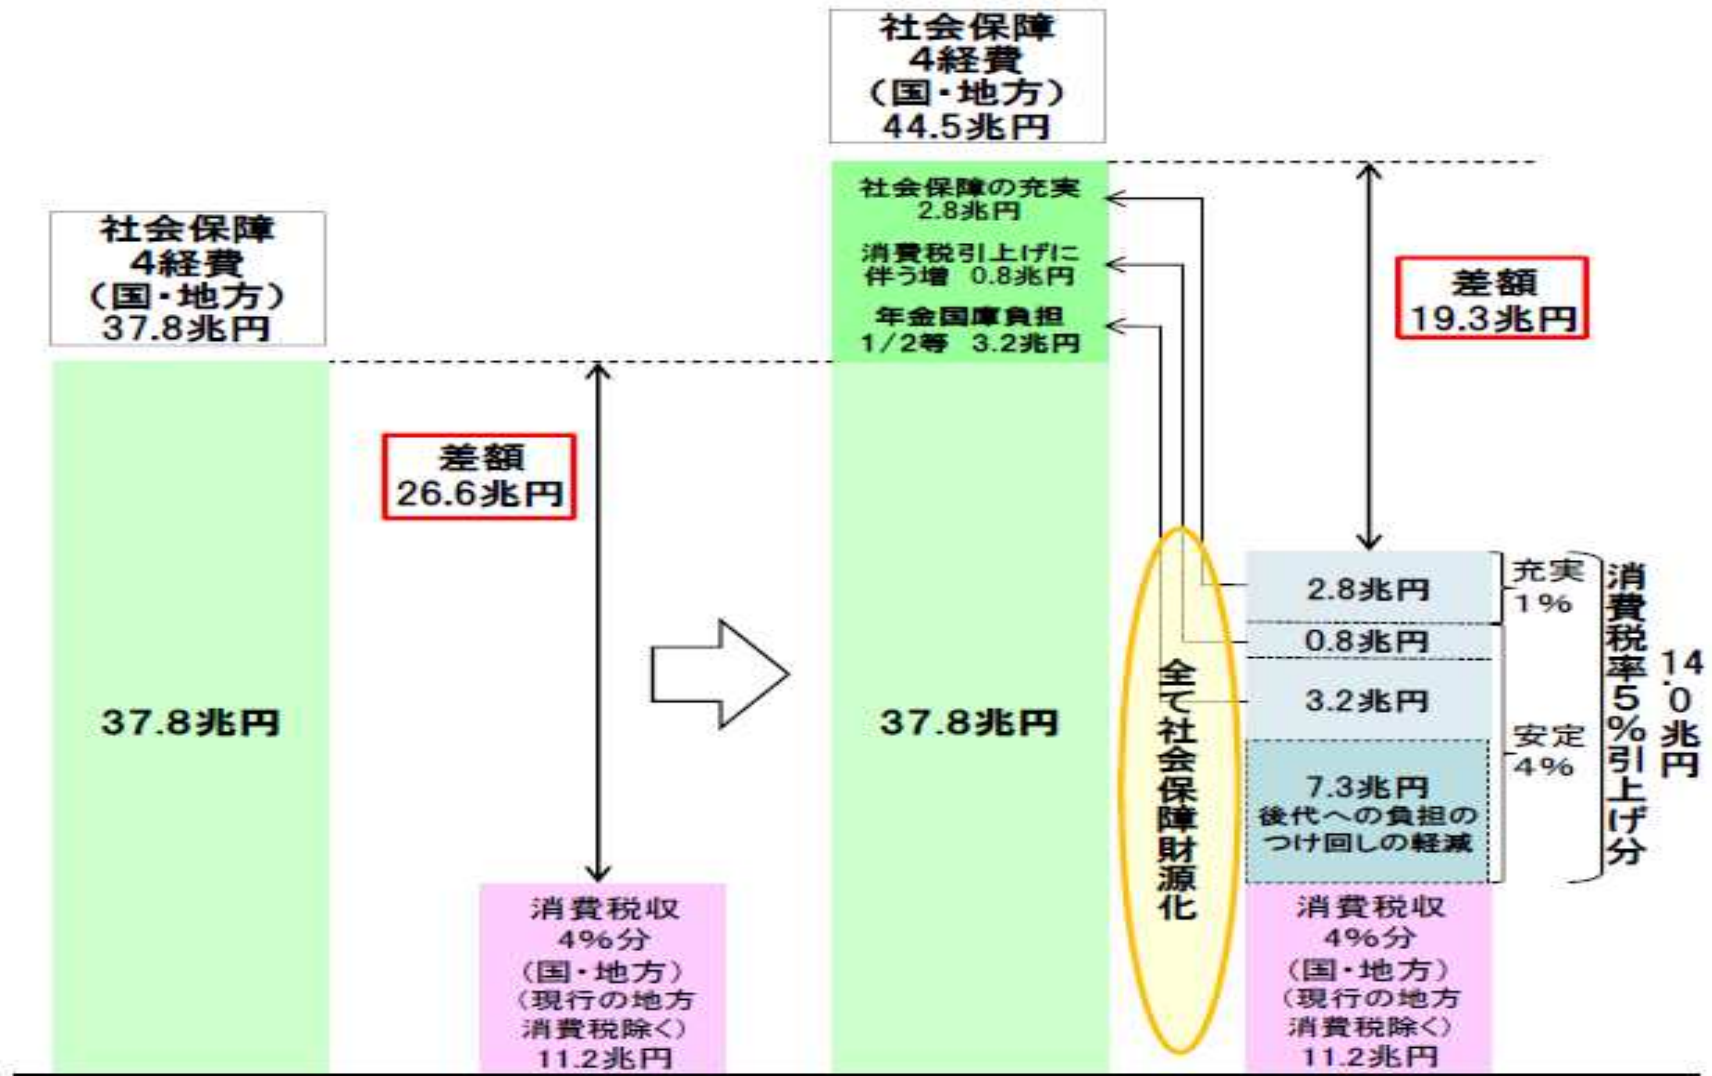 社会保障
4経費
（国・地方）
37.8兆円
37.8兆円
差額
26.6兆円
消費税収
4%分
（国・地方）
（現行の地方
消費税除く）
11.2兆円
社会保障
4経費
（国・地方）
44.5兆円
社会保障の充実
2.8兆円
消費税引上げに
伴う増 0.8兆円
年金国庫負担
1/2等 3.2兆円
37.8兆円
全て社会保障財源化
差額
19.3兆円
2.8兆円
0.8兆円
3.2兆円
7.3兆円
後代への負担の
つけ回しの軽減
消費税収
4%分
（国・地方）
（現行の地方
消費税除く）
11.2兆円
充実
1%
安定
4%
消費税率5%引上げ分
14.0兆円